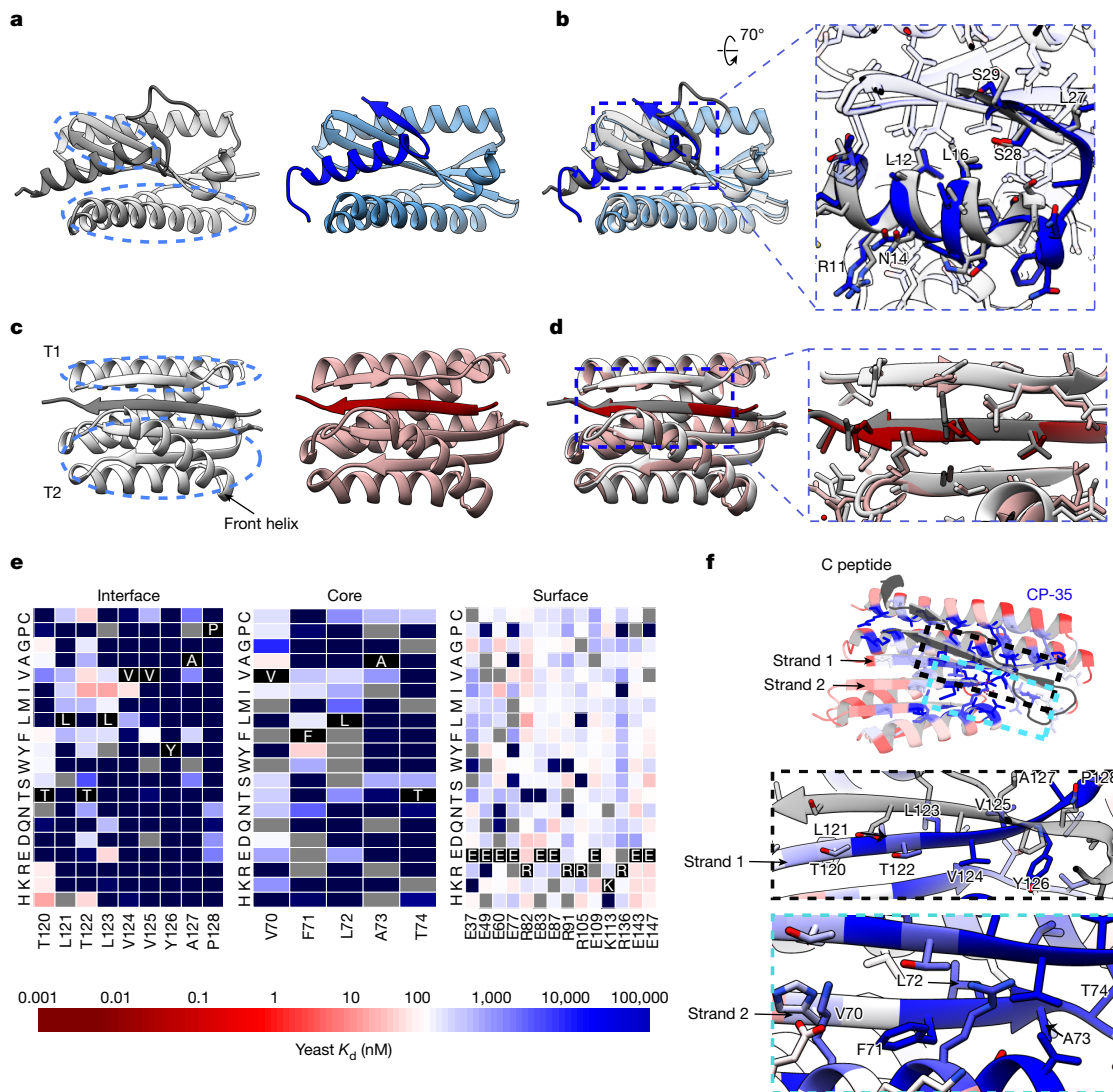 a
b
70°
S29
L27
L12
L16
S28
R11
N14
c
d
T1
T2
Front helix
e
f
Interface
Core
Surface
C peptide
CP-35
Strand 1
Strand 2
C
P
G
A
V
I
M
L
F
Y
W
S
T
N
Q
D
E
R
K
H
P
A
V V
L L
Y
T T
V
A
L
F
T
E E E E E E E E E E
R R R R
K
T120 L121 T122 L123 V124 V125 Y126 A127 P128
V70 F71 L72 A73 T74
E37 E49 E60 E77 R82 E83 E87 R91 R105 E109 K113 R136 E143 E147
0.001 0.01 0.1 1 10 100 1,000 10,000 100,000
Yeast Kd (nM)
A127 P128
V125
L123
L121
Strand 1
T120 T122 V124 Y126
L72
T74
V70
Strand 2
F71
A73